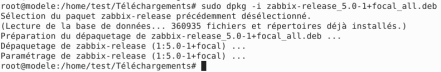 root@modele:/home/test/Téléchargements# sudo dpkg -i zabbix-release_5.0-1+focal_all.deb
Sélection du paquet zabbix-release précédemment désélectionné.
(Lecture de la base de données... 360935 fichiers et répertoires déjà installés.)
Préparation du dépaquetage de zabbix-release_5.0-1+focal_all.deb ...
Dépaquetage de zabbix-release (1:5.0-1+focal) ...
Paramétrage de zabbix-release (1:5.0-1+focal) ...
root@modele:/home/test/Téléchargements#